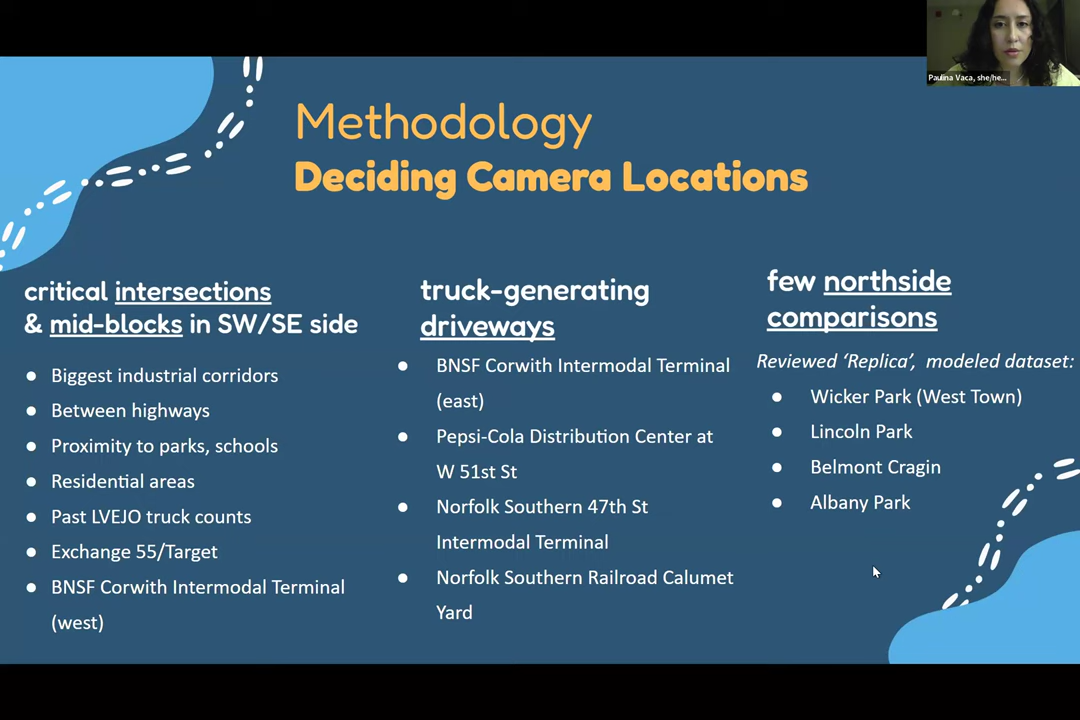 Paulina Vaca, she/he...
Methodology
Deciding Camera Locations
critical intersections
& mid-blocks in SW/SE side
● Biggest industrial corridors
● Between highways
● Proximity to parks, schools
● Residential areas
● Past LVEJO truck counts
● Exchange 55/Target
● BNSF Corwith Intermodal Terminal
(west)
truck-generating
driveways
● BNSF Corwith Intermodal Terminal
(east)
● Pepsi-Cola Distribution Center at
W 51st St
● Norfolk Southern 47th St
Intermodal Terminal
● Norfolk Southern Railroad Calumet
Yard
few northside
comparisons
Reviewed ‘Replica’, modeled dataset:
● Wicker Park (West Town)
● Lincoln Park
● Belmont Cragin
● Albany Park